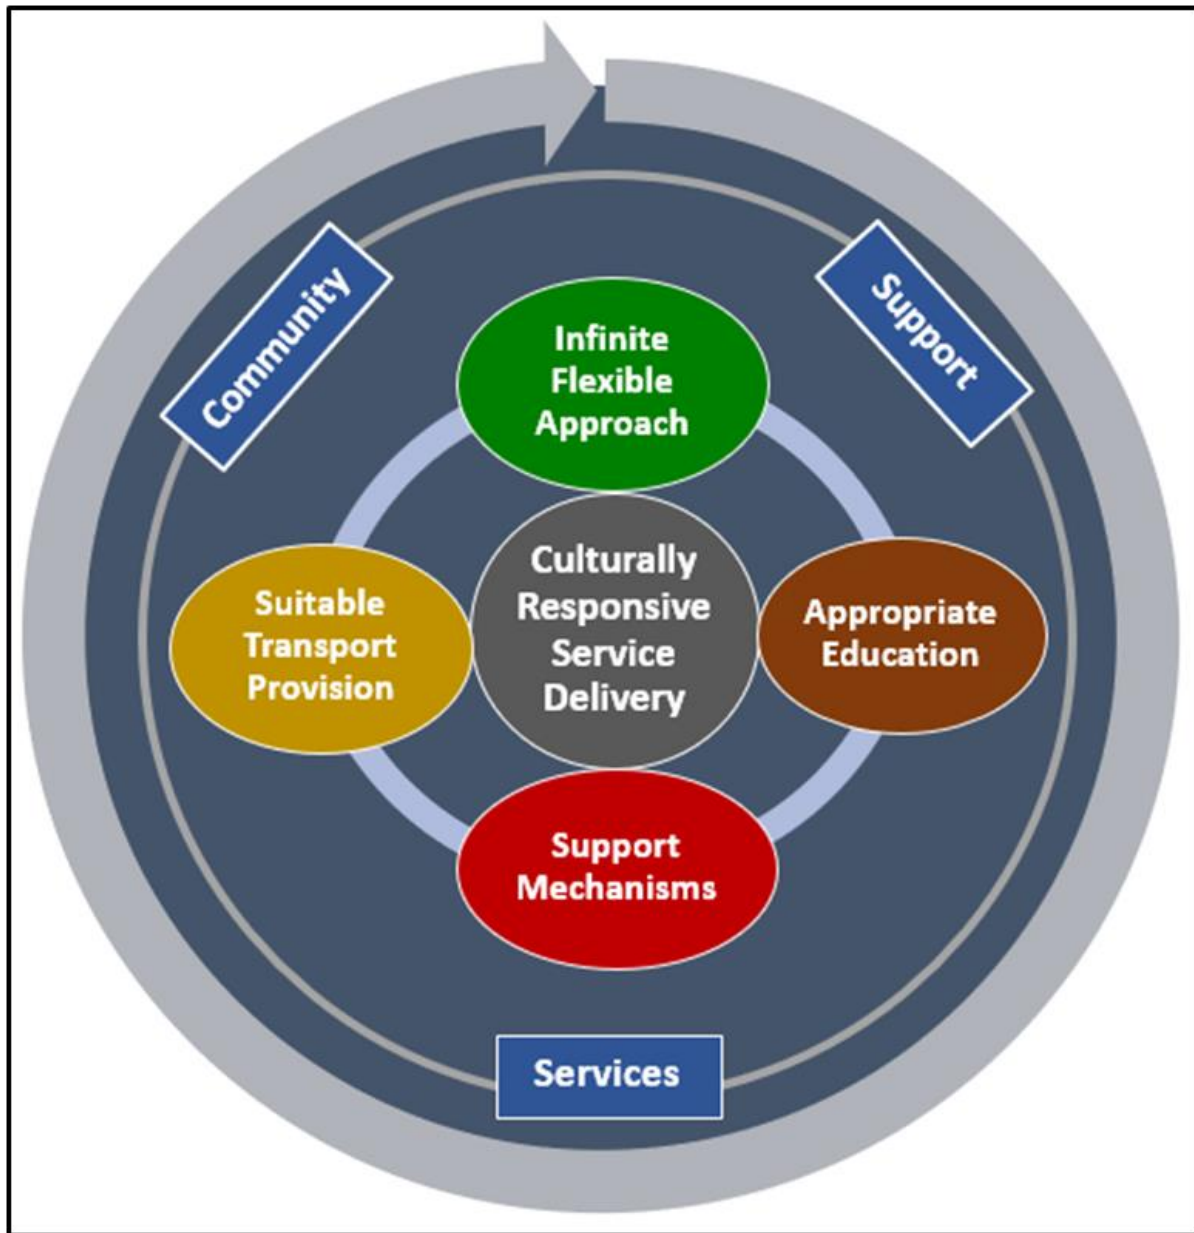 Community
Support
Infinite
Flexible
Approach
Suitable
Transport
Provision
Culturally
Responsive
Service
Delivery
Appropriate
Education
Support
Mechanisms
Services